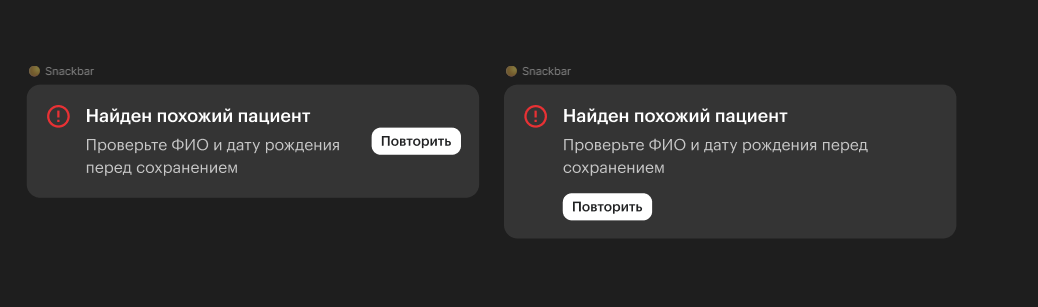 Snackbar
Найден похожий пациент
Проверьте ФИО и дату рождения
перед сохранением
Повторить
Snackbar
Найден похожий пациент
Проверьте ФИО и дату рождения перед
сохранением
Повторить